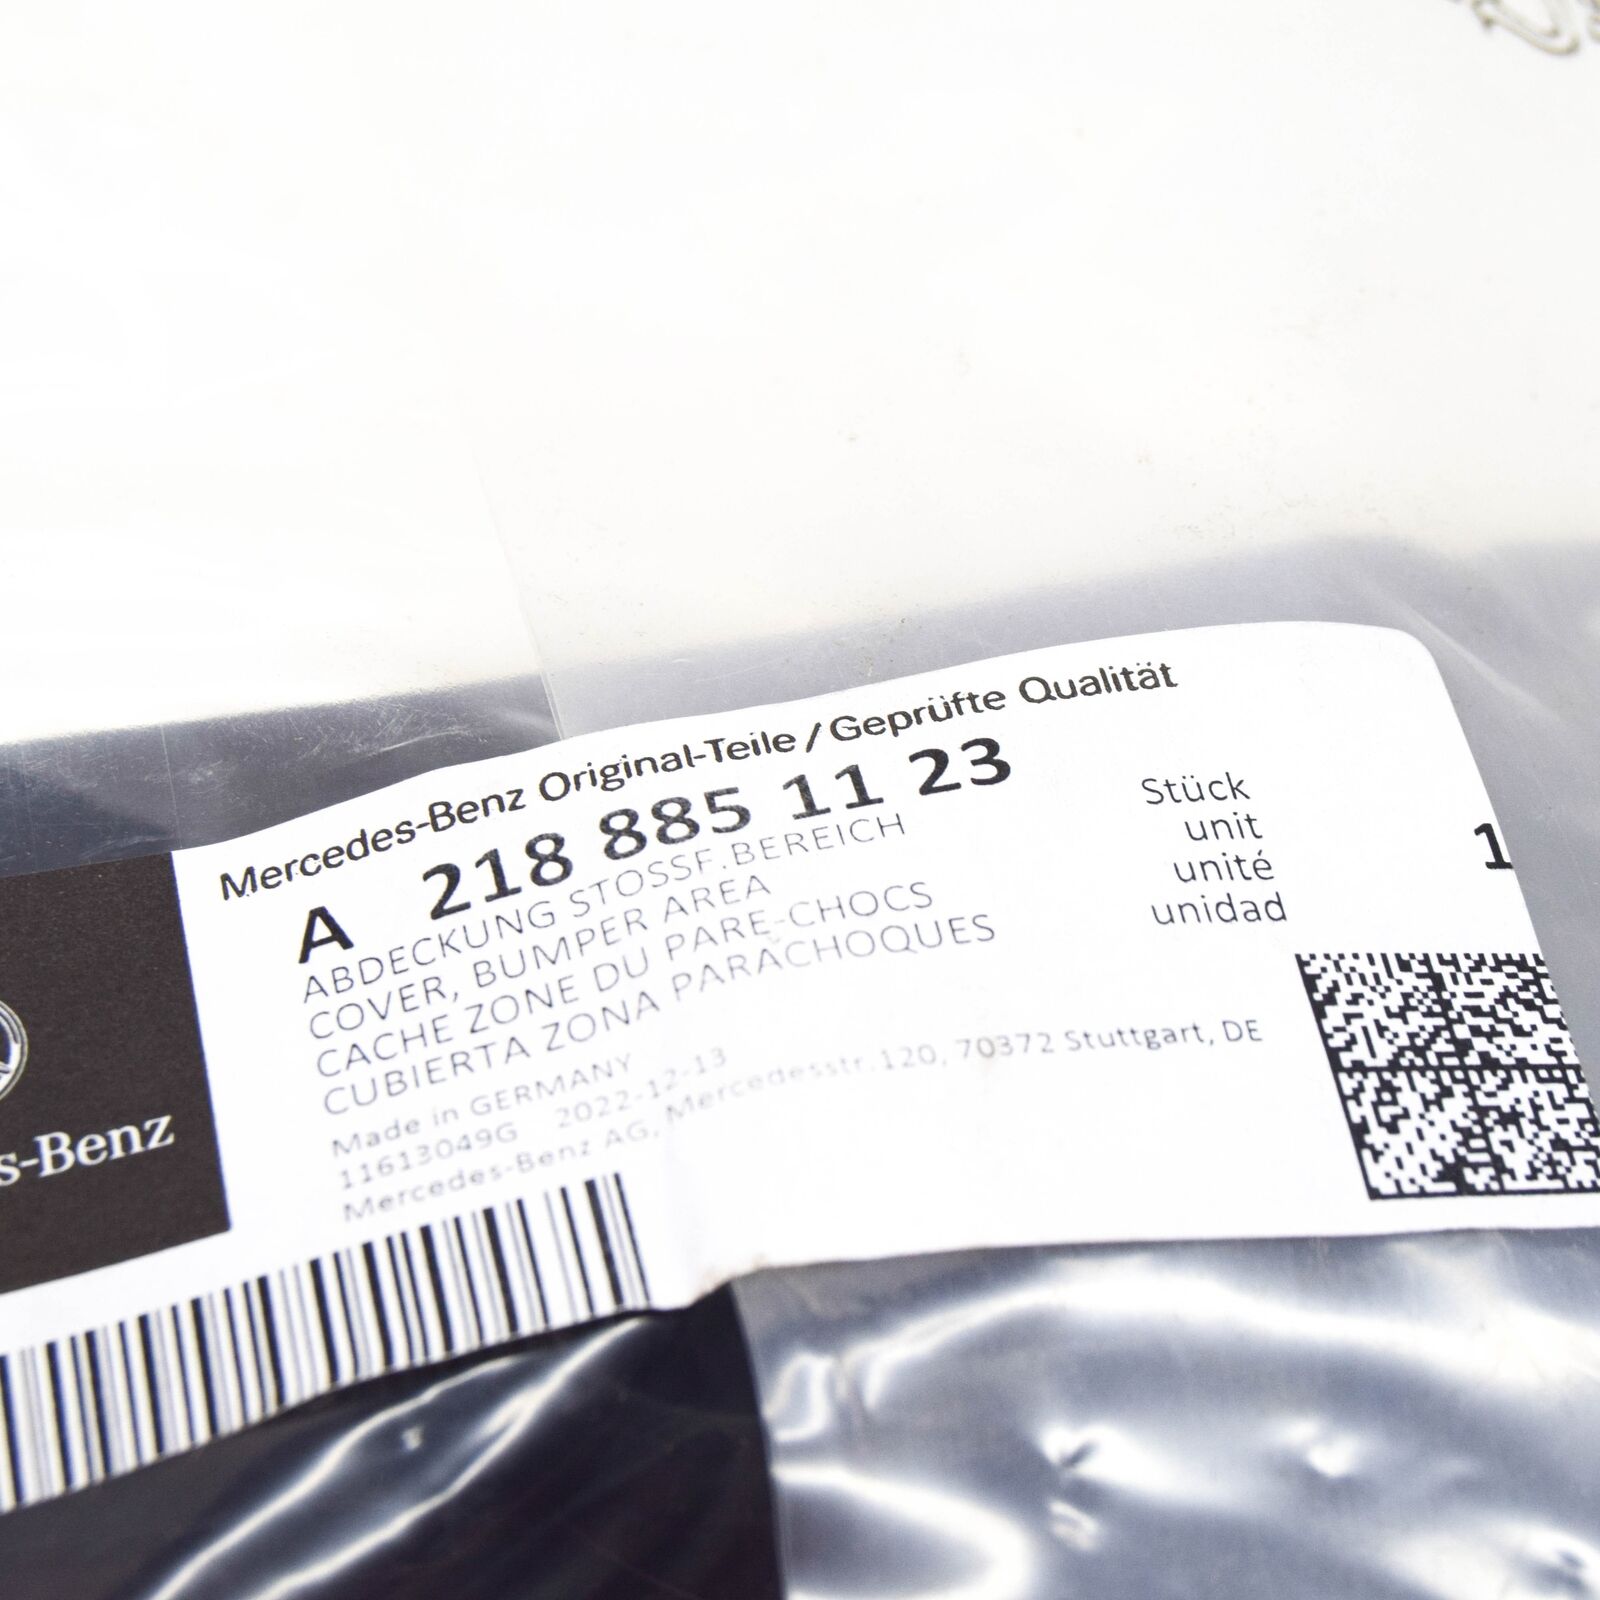 Mercedes-Benz Original-Teile / Geprüfte Qualität
A 218 885 11 23
ABDECKUNG STOSSF.BEREICH
COVER, BUMPER AREA
CACHE ZONE DU PARE-CHOCS
CUBIERTA ZONA PARACHOQUES
Made in GERMANY
11613049G 2022-12-13
Mercedes-Benz AG, Mercedesstr.120, 70372 Stuttgart, DE
Stück
unit
unité
unidad
1
s-Benz